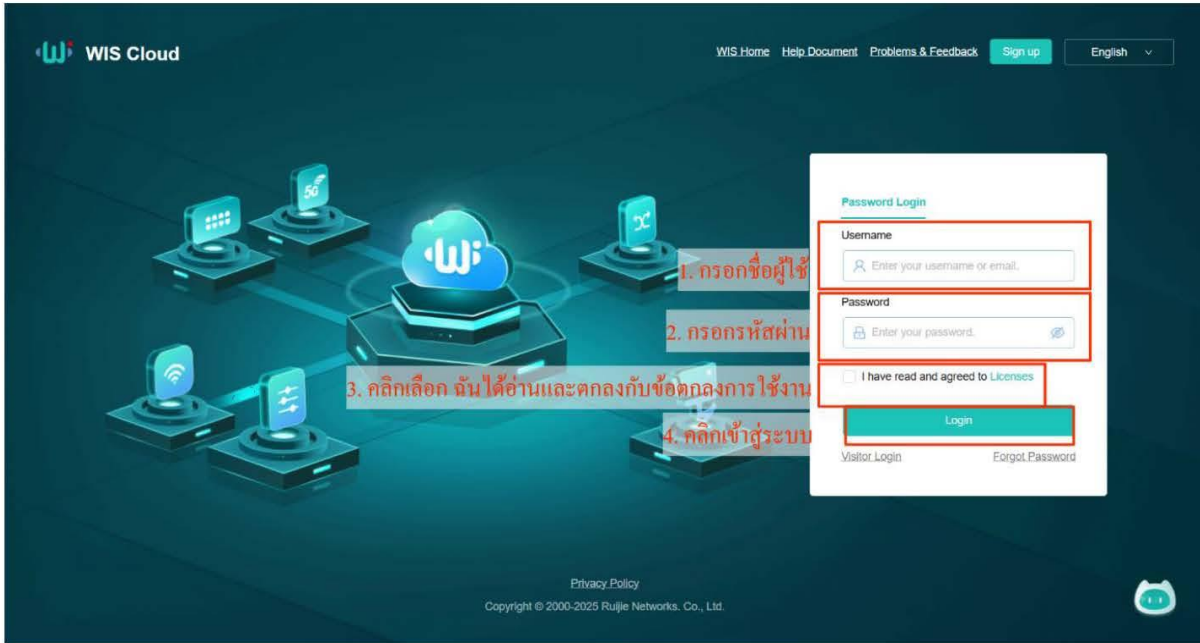 WIS Cloud
WIS Home Help Document Problems & Feedback Sign up English
5G
Password Login
Username
1. กรอกชื่อผู้ใช้
Enter your username or email.
Password
2. กรอกรหัสผ่าน
Enter your password.
3. คลิกเลือก ฉันได้อ่านและตกลงกับข้อตกลงการใช้งาน
I have read and agreed to Licenses
Login
4. คลิกเข้าสู่ระบบ
Visitor Login Forgot Password
Privacy Policy
Copyright © 2000-2025 Ruijie Networks. Co., Ltd.